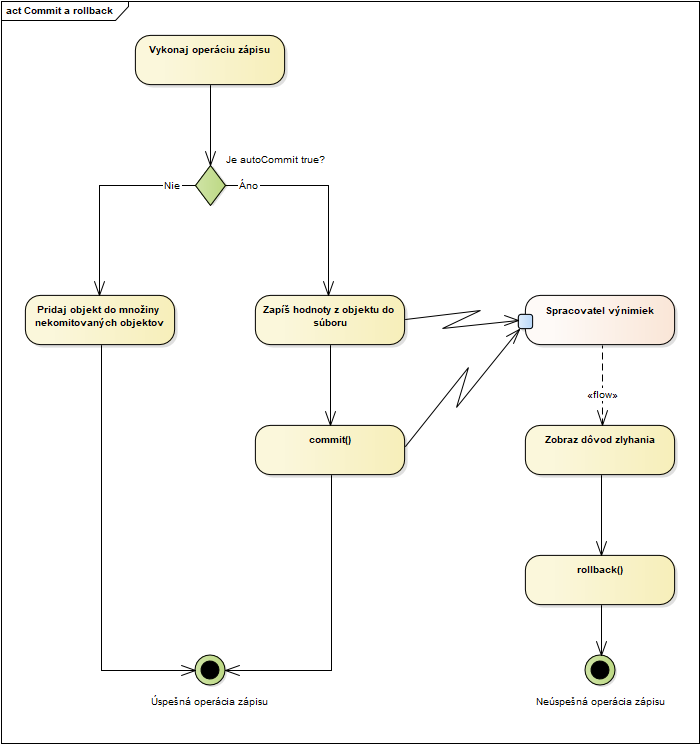 act Commit a rollback
Vykonaj operáciu zápisu
Je autoCommit true?
Nie
Áno
Pridaj objekt do množiny
nekomitovaných objektov
Zapíš hodnoty z objektu do
súboru
Spracovatel výnimiek
«flow»
commit()
Zobraz dôvod zlyhania
rollback()
Úspešná operácia zápisu
Neúspešná operácia zápisu